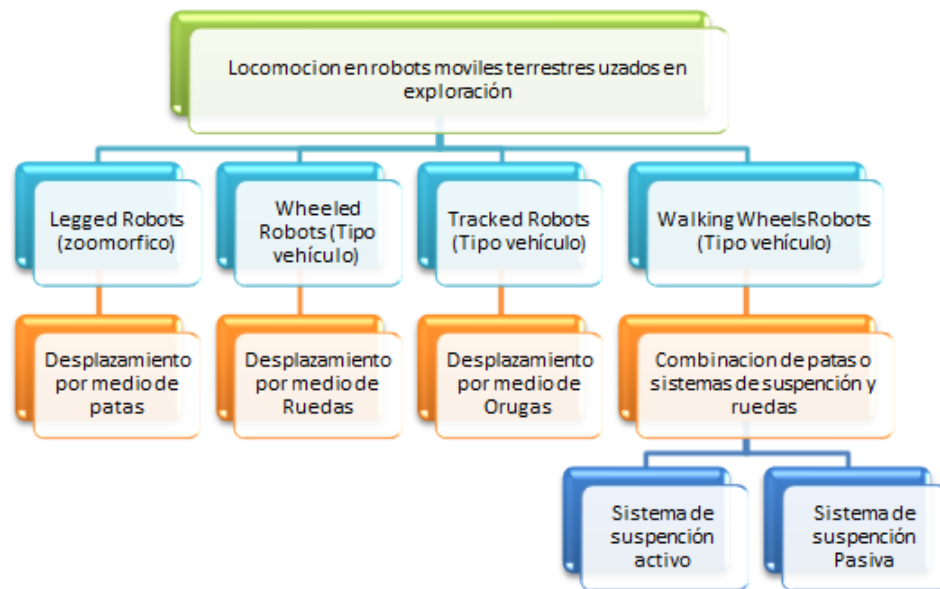 Locomocion en robots moviles terrestres uzados en
exploración
Legged Robots
(zoomorfico)
Wheeled
Robots (Tipo
vehículo)
Tracked Robots
(Tipo vehículo)
Walking Wheels Robots
(Tipo vehículo)
Desplazamiento
por medio de
patas
Desplazamiento
por medio de
Ruedas
Desplazamiento
por medio de
Orugas
Combinacion de patas o
sistemas de suspención y
ruedas
Sistema de
suspención
activo
Sistema de
suspención
Pasiva